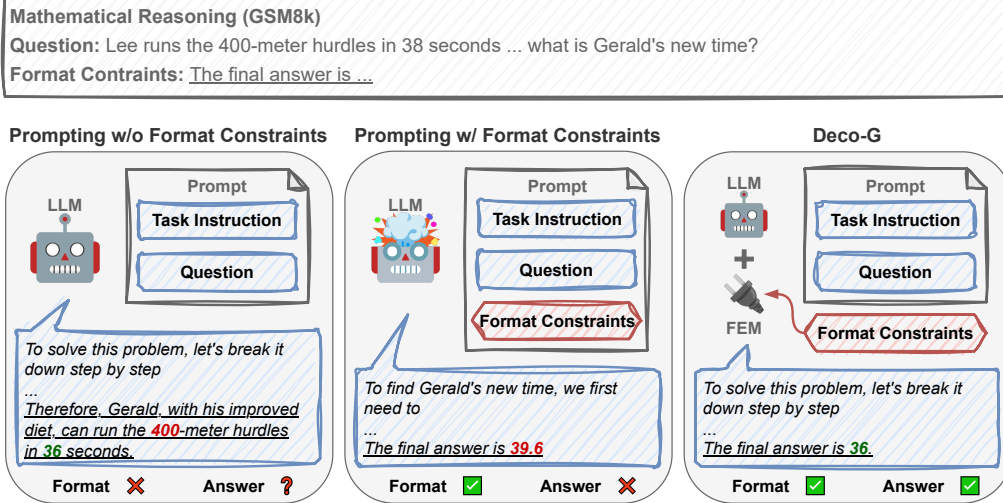 Mathematical Reasoning (GSM8k)
Question: Lee runs the 400-meter hurdles in 38 seconds ... what is Gerald's new time?
Format Contraints: The final answer is ...
Prompting w/o Format Constraints
LLM
Prompt
Task Instruction
Question
To solve this problem, let's break it
down step by step
...
Therefore, Gerald, with his improved
diet, can run the 400-meter hurdles
in 36 seconds.
Format
Answer
Prompting w/ Format Constraints
LLM
Prompt
Task Instruction
Question
Format Constraints
To find Gerald's new time, we first
need to
...
The final answer is 39.6
Format
Answer
Deco-G
LLM
+
FEM
Prompt
Task Instruction
Question
Format Constraints
To solve this problem, let's break it
down step by step
...
The final answer is 36.
Format
Answer